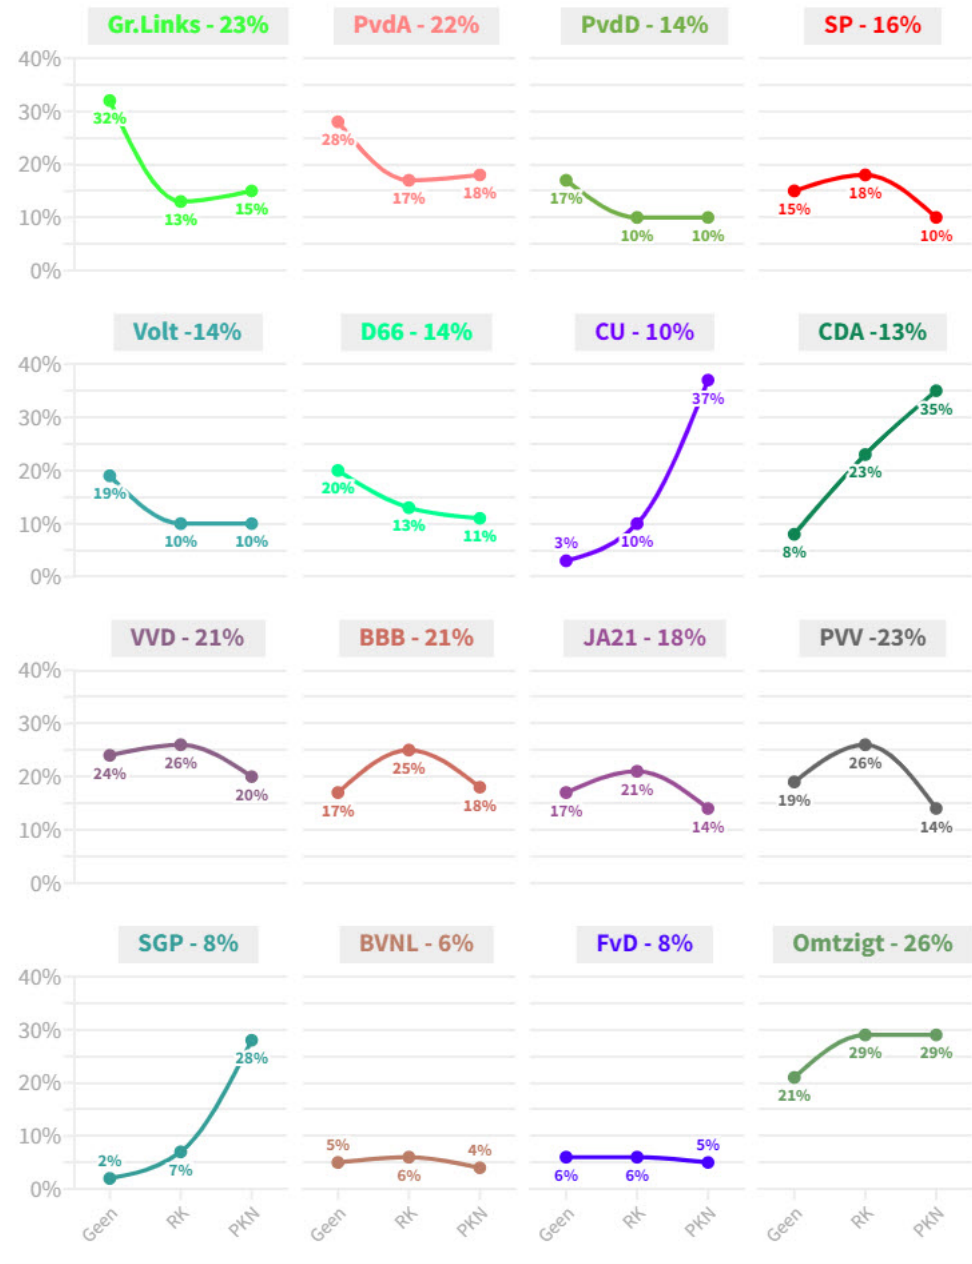 Gr.Links - 23% PvdA - 22% PvdD - 14% SP - 16%
40%
30%
20%
10%
0%
32% 13% 15%
28% 17% 18%
17% 10% 10%
15% 18% 10%
Volt -14% D66 - 14% CU - 10% CDA -13%
40%
30%
20%
10%
0%
19% 10% 10%
20% 13% 11%
3% 10% 37%
8% 23% 35%
VVD - 21% BBB - 21% JA21 - 18% PVV -23%
40%
30%
20%
10%
0%
24% 26% 20%
17% 25% 18%
17% 21% 14%
19% 26% 14%
SGP - 8% BVNL - 6% FvD - 8% Omtzigt - 26%
40%
30%
20%
10%
0%
2% 7% 28%
5% 6% 4%
6% 6% 5%
21% 29% 29%
Geen RK PKN Geen RK PKN Geen RK PKN Geen RK PKN